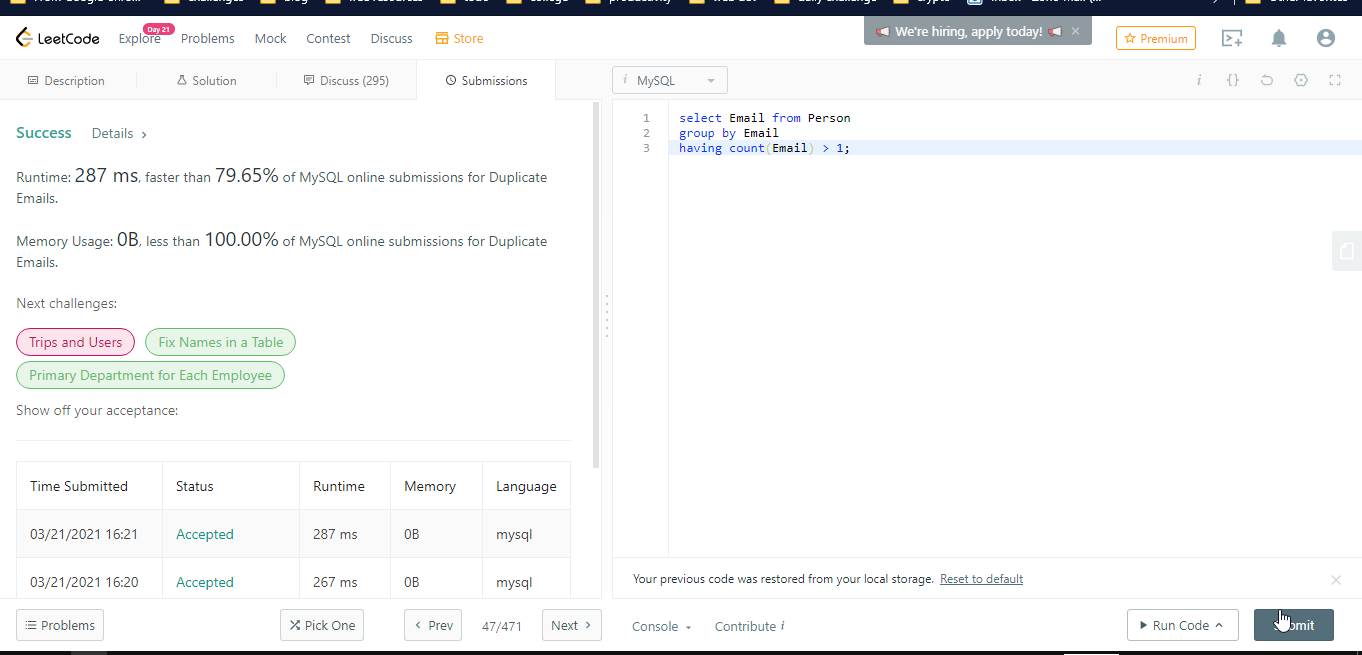 LeetCode
Explore
Day 21
Problems
Mock
Contest
Discuss
Store
We're hiring, apply today!
Premium
Description
Solution
Discuss (295)
Submissions
i MySQL
Success
Details
Runtime: 287 ms, faster than 79.65% of MySQL online submissions for Duplicate
Emails.
Memory Usage: 0B, less than 100.00% of MySQL online submissions for Duplicate
Emails.
Next challenges:
Trips and Users
Fix Names in a Table
Primary Department for Each Employee
Show off your acceptance:
Time Submitted Status Runtime Memory Language
03/21/2021 16:21 Accepted 287 ms 0B mysql
03/21/2021 16:20 Accepted 267 ms 0B mysql
1 select Email from Person
2 group by Email
3 having count(Email) > 1;
Your previous code was restored from your local storage. Reset to default
Problems
Pick One
Prev
47/471
Next
Console
Contribute i
Run Code